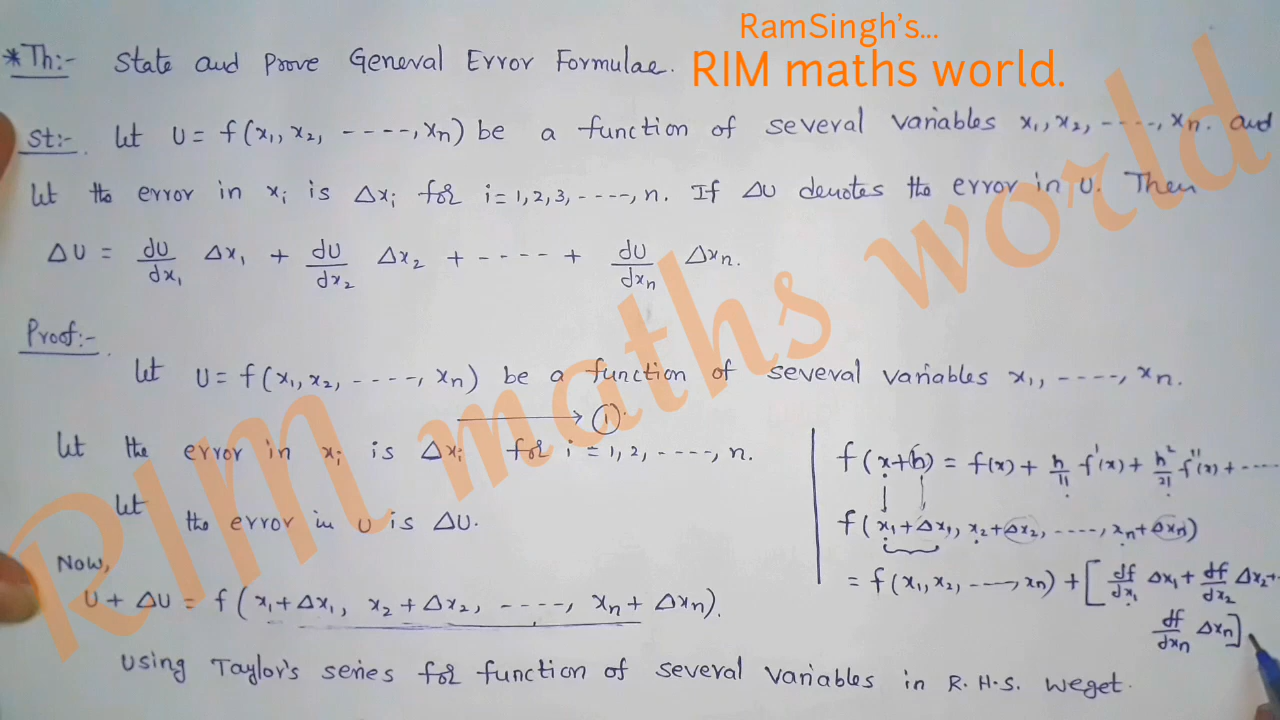 RamSingh's...
RIM maths world.
*Th:- State and Prove General Error Formulae.
St:- Let U = f(x₁, x₂, ----, xₙ) be a function of several variables x₁, x₂, ----, xₙ. and
let the error in xᵢ is Δxᵢ for i=1,2,3,----,n. If ΔU denotes the error in U. Then
ΔU = dU/dx₁ Δx₁ + dU/dx₂ Δx₂ + ---- + dU/dxₙ Δxₙ.
Proof:-
Let U = f(x₁, x₂, ----, xₙ) be a function of several variables x₁, ----, xₙ.
→ ①
Let the error in xᵢ is Δxᵢ for i = 1, 2, ----, n.
Let the error in U is ΔU.
Now,
U + ΔU = f(x₁+Δx₁, x₂+Δx₂, ----, xₙ+Δxₙ).
Using Taylor's series for function of several variables in R.H.S. weget.
f(x+h) = f(x) + h/1! f'(x) + h²/2! f''(x) + ----
f(x₁+Δx₁, x₂+Δx₂, ----, xₙ+Δxₙ)
= f(x₁, x₂, ----, xₙ) + [df/dx₁ Δx₁ + df/dx₂ Δx₂ +
df/dxₙ Δxₙ]
RIM maths world